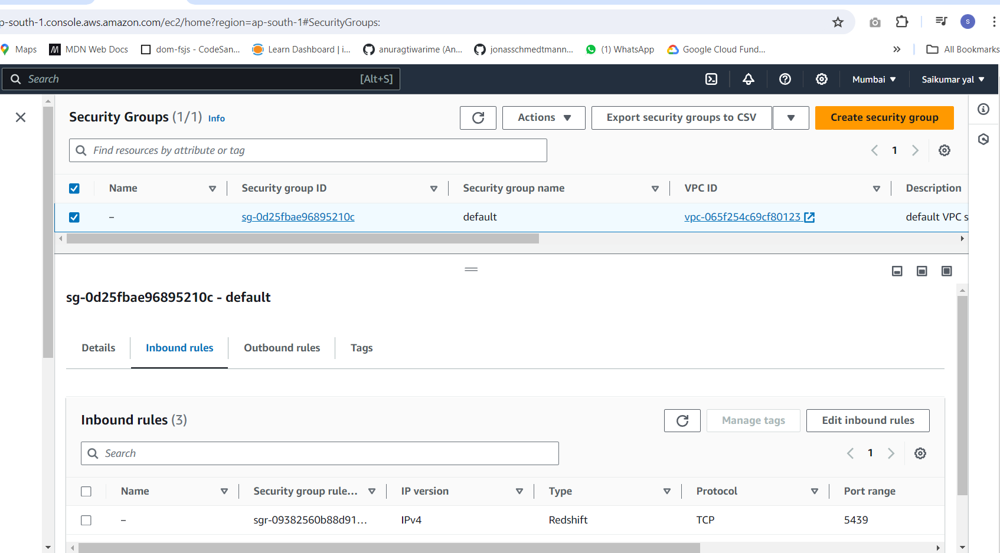 p-south-1.console.aws.amazon.com/ec2/home?region=ap-south-1#SecurityGroups:
S
Maps
M MDN Web Docs
dom-fsjs - CodeSan...
Learn Dashboard | i...
anuragtiwarime (An...
jonasschmedtmann...
(1) WhatsApp
Google Cloud Fund...
All Bookmarks
Search [Alt+S]
Mumbai
Saikumar yal
Security Groups (1/1) Info
Actions
Export security groups to CSV
Create security group
Find resources by attribute or tag
1
Name Security group ID Security group name VPC ID Description
– sg-0d25fbae96895210c default vpc-065f254c69cf80123 default VPC s
sg-0d25fbae96895210c - default
Details Inbound rules Outbound rules Tags
Inbound rules (3)
Manage tags
Edit inbound rules
Search
1
Name Security group rule... IP version Type Protocol Port range
– sgr-09382560b88d91... IPv4 Redshift TCP 5439